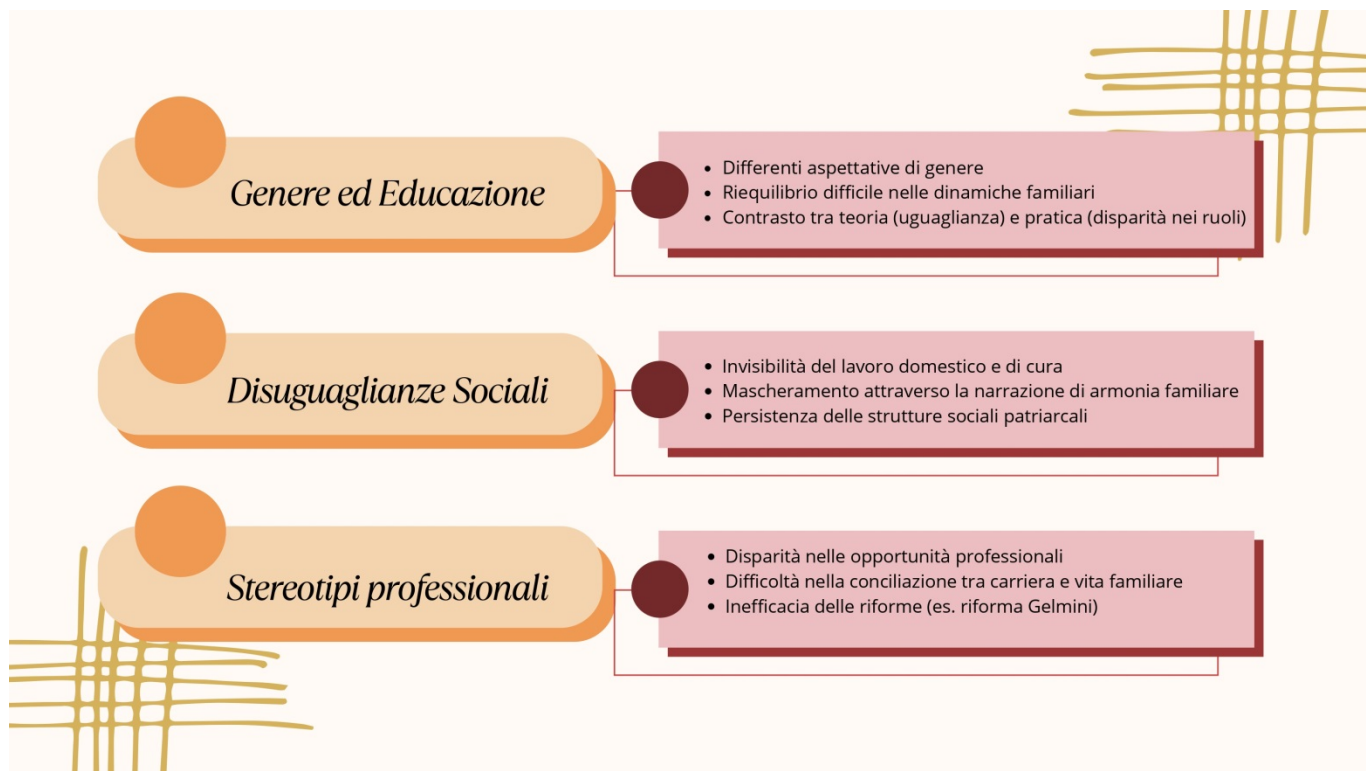 Genere ed Educazione
• Differenti aspettative di genere
• Riequilibrio difficile nelle dinamiche familiari
• Contrasto tra teoria (uguaglianza) e pratica (disparità nei ruoli)
Disuguaglianze Sociali
• Invisibilità del lavoro domestico e di cura
• Mascheramento attraverso la narrazione di armonia familiare
• Persistenza delle strutture sociali patriarcali
Stereotipi professionali
• Disparità nelle opportunità professionali
• Difficoltà nella conciliazione tra carriera e vita familiare
• Inefficacia delle riforme (es. riforma Gelmini)